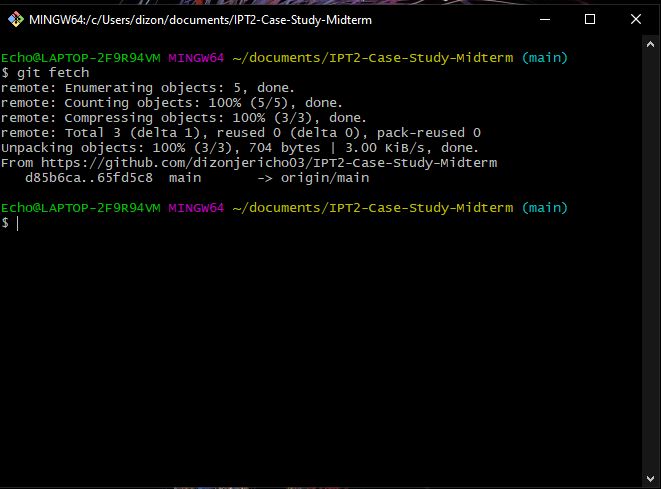 MINGW64:/c/Users/dizon/documents/IPT2-Case-Study-Midterm
Echo@LAPTOP-2F9R94VM MINGW64 ~/documents/IPT2-Case-Study-Midterm (main)
$ git fetch
remote: Enumerating objects: 5, done.
remote: Counting objects: 100% (5/5), done.
remote: Compressing objects: 100% (3/3), done.
remote: Total 3 (delta 1), reused 0 (delta 0), pack-reused 0
Unpacking objects: 100% (3/3), 704 bytes | 3.00 KiB/s, done.
From https://github.com/dizonjericho03/IPT2-Case-Study-Midterm
   d85b6ca..65fd5c8  main       -> origin/main
Echo@LAPTOP-2F9R94VM MINGW64 ~/documents/IPT2-Case-Study-Midterm (main)
$